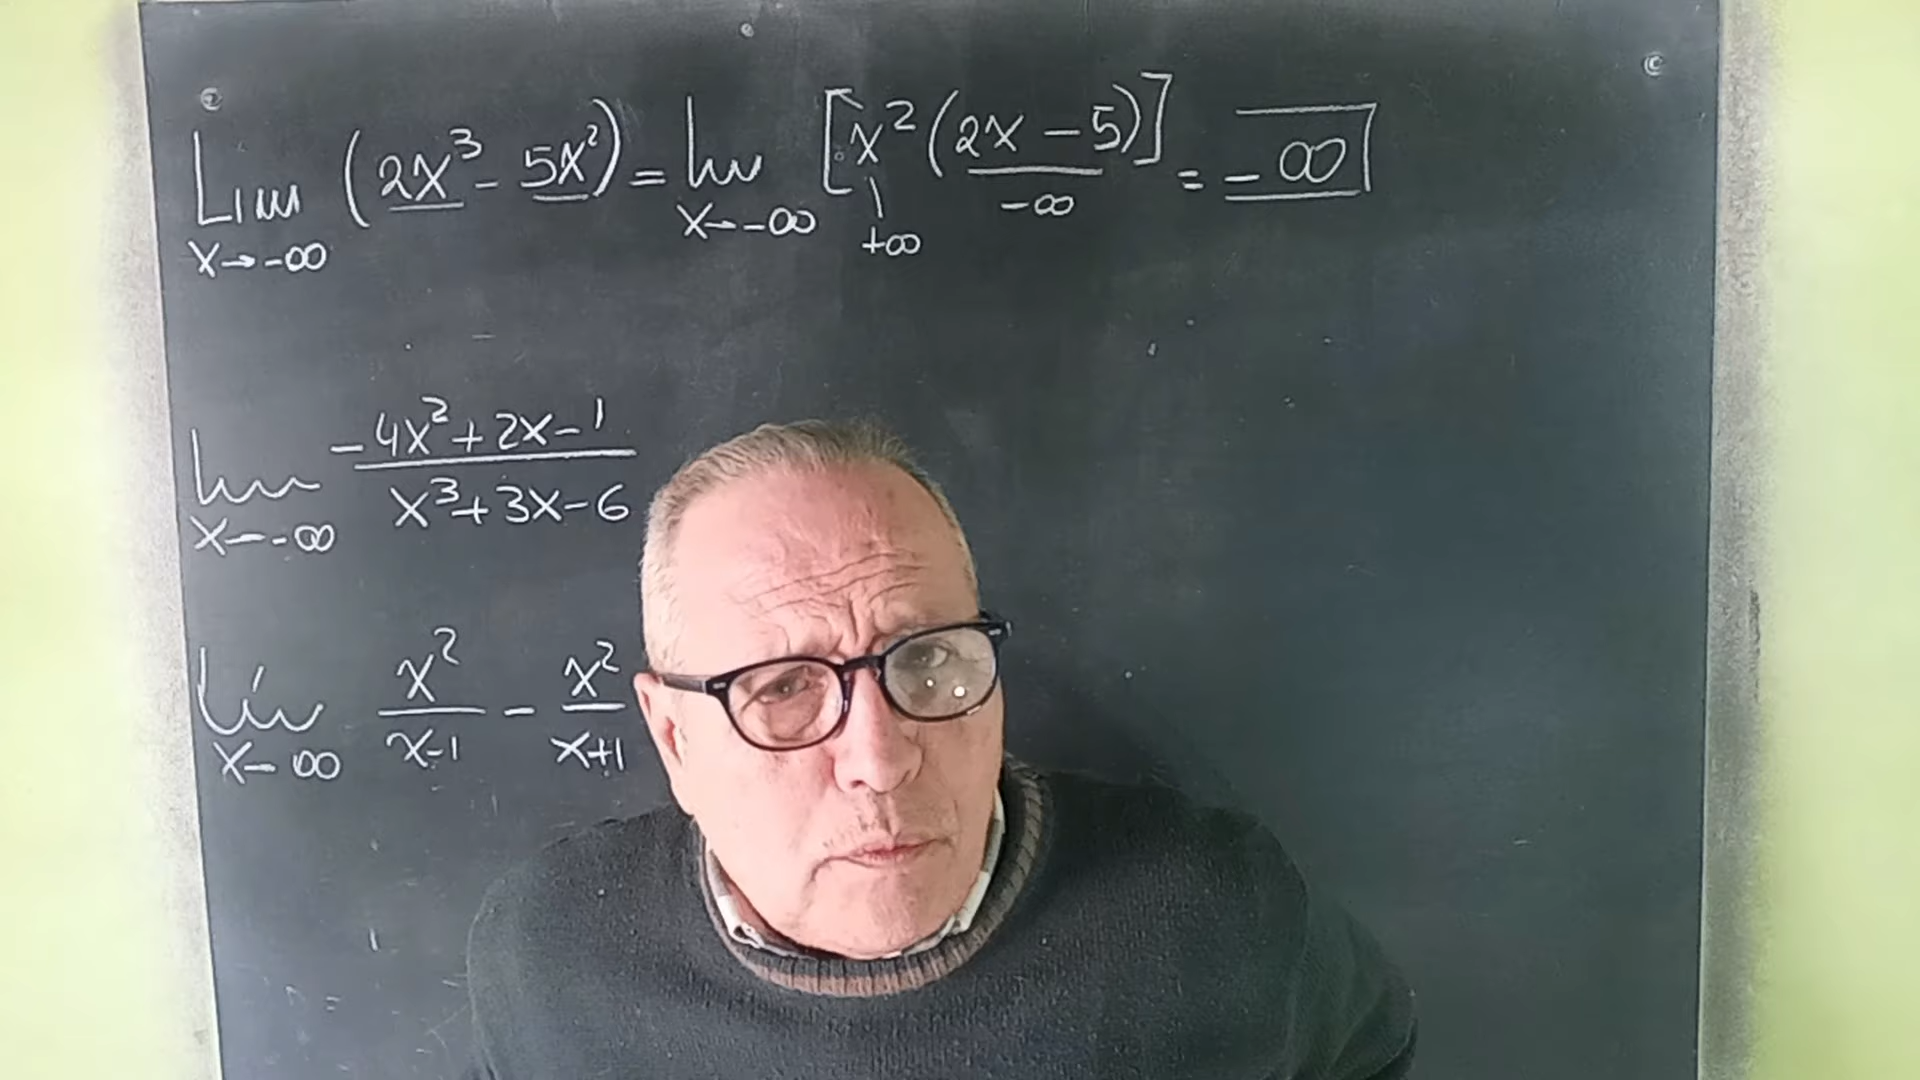 Lim (2x³ - 5x²) = lim [x² (2x - 5)] = - ∞
x→-∞ x→-∞ +∞ -∞
lim -4x²+2x-1 / x³+3x-6
x→-∞
lim x²/x-1 - x²/x+1
x→∞